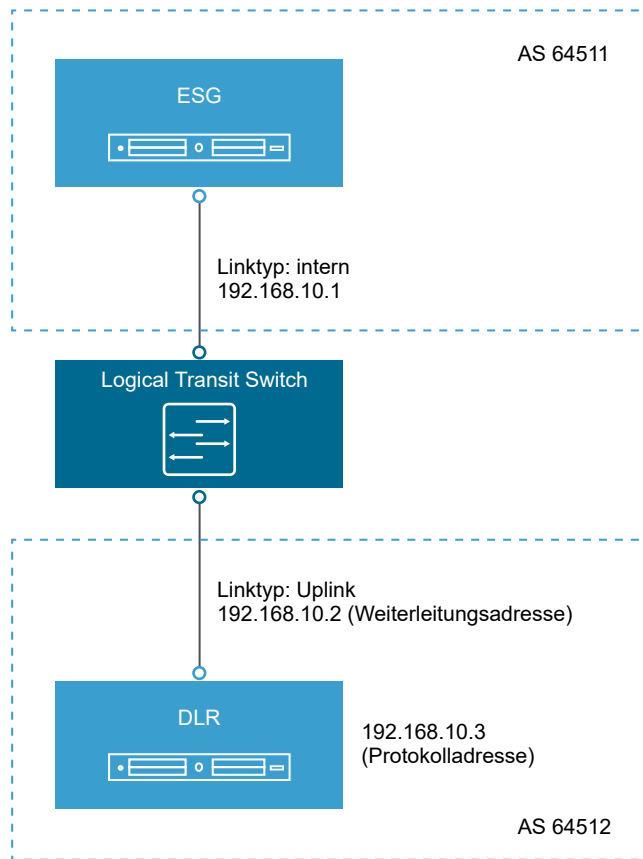 AS 64511
ESG
Linktyp: intern
192.168.10.1
Logical Transit Switch
Linktyp: Uplink
192.168.10.2 (Weiterleitungsadresse)
DLR
192.168.10.3
(Protokolladresse)
AS 64512